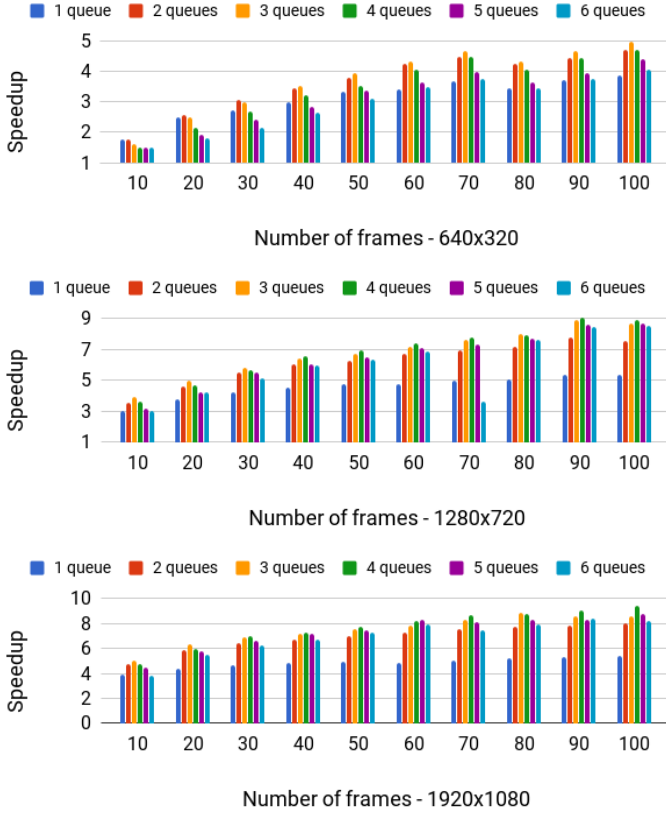 1 queue 2 queues 3 queues 4 queues 5 queues 6 queues
5
4
3
2
1
Speedup
10 20 30 40 50 60 70 80 90 100
Number of frames - 640x320
1 queue 2 queues 3 queues 4 queues 5 queues 6 queues
9
7
5
3
1
Speedup
10 20 30 40 50 60 70 80 90 100
Number of frames - 1280x720
1 queue 2 queues 3 queues 4 queues 5 queues 6 queues
10
8
6
4
2
0
Speedup
10 20 30 40 50 60 70 80 90 100
Number of frames - 1920x1080